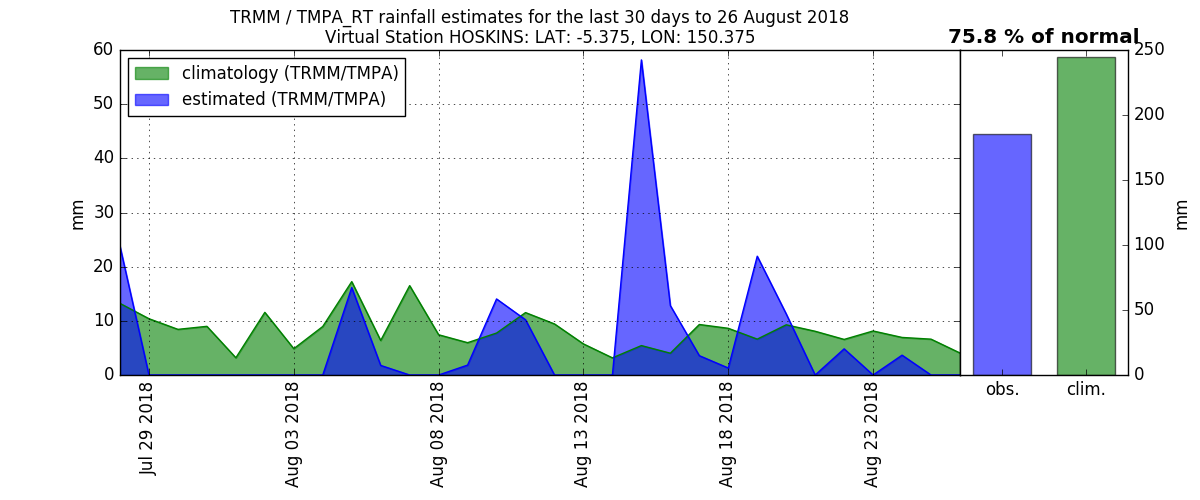 TRMM / TMPA_RT rainfall estimates for the last 30 days to 26 August 2018
Virtual Station HOSKINS: LAT: -5.375, LON: 150.375
75.8 % of normal
climatology (TRMM/TMPA)
estimated (TRMM/TMPA)
60
50
40
30
20
10
0
mm
Jul 29 2018
Aug 03 2018
Aug 08 2018
Aug 13 2018
Aug 18 2018
Aug 23 2018
250
200
150
100
50
0
mm
obs.
clim.